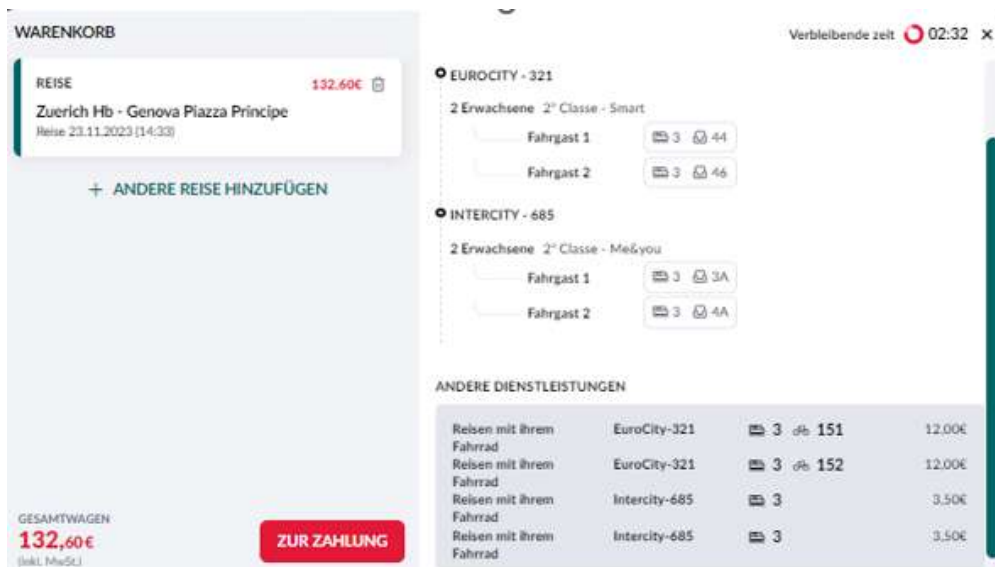 WARENKORB
Verbleibende zeit 02:32 ×
REISE 132,60€
Zuerich Hb - Genova Piazza Principe
Reise 23.11.2023 (14:33)
+ ANDERE REISE HINZUFÜGEN
GESAMTWAGEN
132,60€
(inkl. MwSt.)
ZUR ZAHLUNG
EUROCITY - 321
2 Erwachsene 2° Classe - Smart
Fahrgast 1 3 44
Fahrgast 2 3 46
INTERCITY - 685
2 Erwachsene 2° Classe - Me&you
Fahrgast 1 3 3A
Fahrgast 2 3 4A
ANDERE DIENSTLEISTUNGEN
Reisen mit ihrem EuroCity-321 3 151 12,00€
Fahrrad
Reisen mit ihrem EuroCity-321 3 152 12,00€
Fahrrad
Reisen mit ihrem Intercity-685 3 3,50€
Fahrrad
Reisen mit ihrem Intercity-685 3 3,50€
Fahrrad